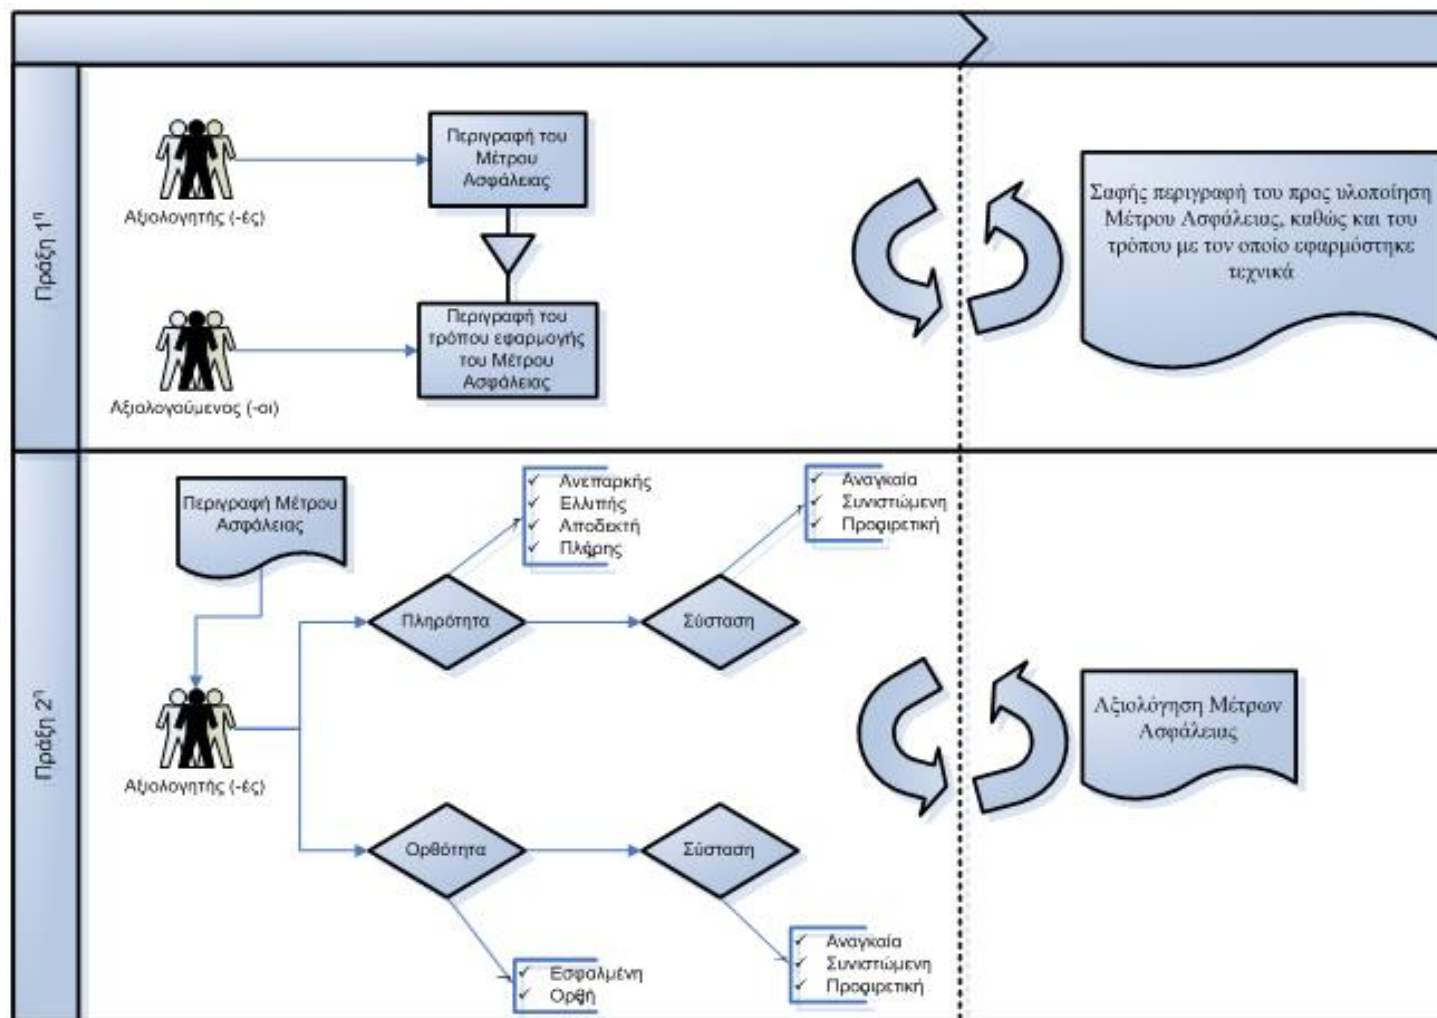 Πράξη 1η
Περιγραφή του
Μέτρου
Ασφάλειας
Αξιολογητής (-ές)
Περιγραφή του
τρόπου εφαρμογής
του Μέτρου
Ασφάλειας
Αξιολογούμενος (-οι)
Σαφής περιγραφή του προς υλοποίηση
Μέτρου Ασφάλειας, καθώς και του
τρόπου με τον οποίο εφαρμόστηκε
τεχνικά
Πράξη 2η
Περιγραφή Μέτρου
Ασφάλειας
✓ Ανεπαρκής
✓ Ελλιπής
✓ Αποδεκτή
✓ Πλήρης
✓ Αναγκαία
✓ Συνιστώμενη
✓ Προαιρετική
Πληρότητα
Σύσταση
Αξιολογητής (-ές)
Αξιολόγηση Μέτρων
Ασφάλειας
Ορθότητα
Σύσταση
✓ Εσφαλμένη
✓ Ορθή
✓ Αναγκαία
✓ Συνιστώμενη
✓ Προαιρετική